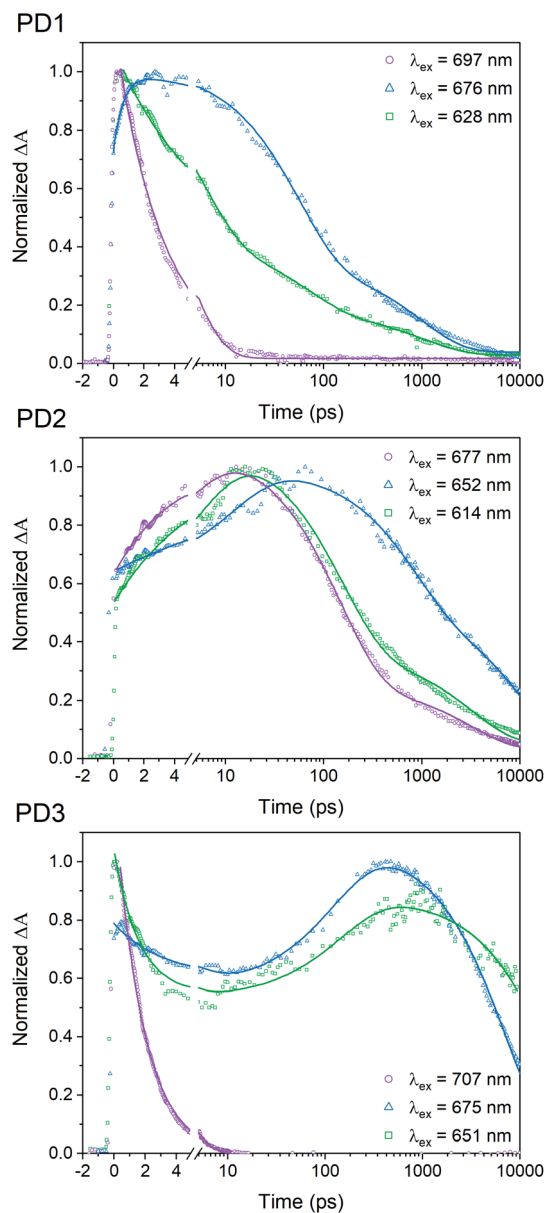 PD1
λex = 697 nm
λex = 676 nm
λex = 628 nm
Normalized ΔA
1.0
0.8
0.6
0.4
0.2
0.0
-2 0 2 4 10 100 1000 10000
Time (ps)
PD2
λex = 677 nm
λex = 652 nm
λex = 614 nm
Normalized ΔA
1.0
0.8
0.6
0.4
0.2
0.0
-2 0 2 4 10 100 1000 10000
Time (ps)
PD3
Normalized ΔA
1.0
0.8
0.6
0.4
0.2
0.0
λex = 707 nm
λex = 675 nm
λex = 651 nm
-2 0 2 4 10 100 1000 10000
Time (ps)